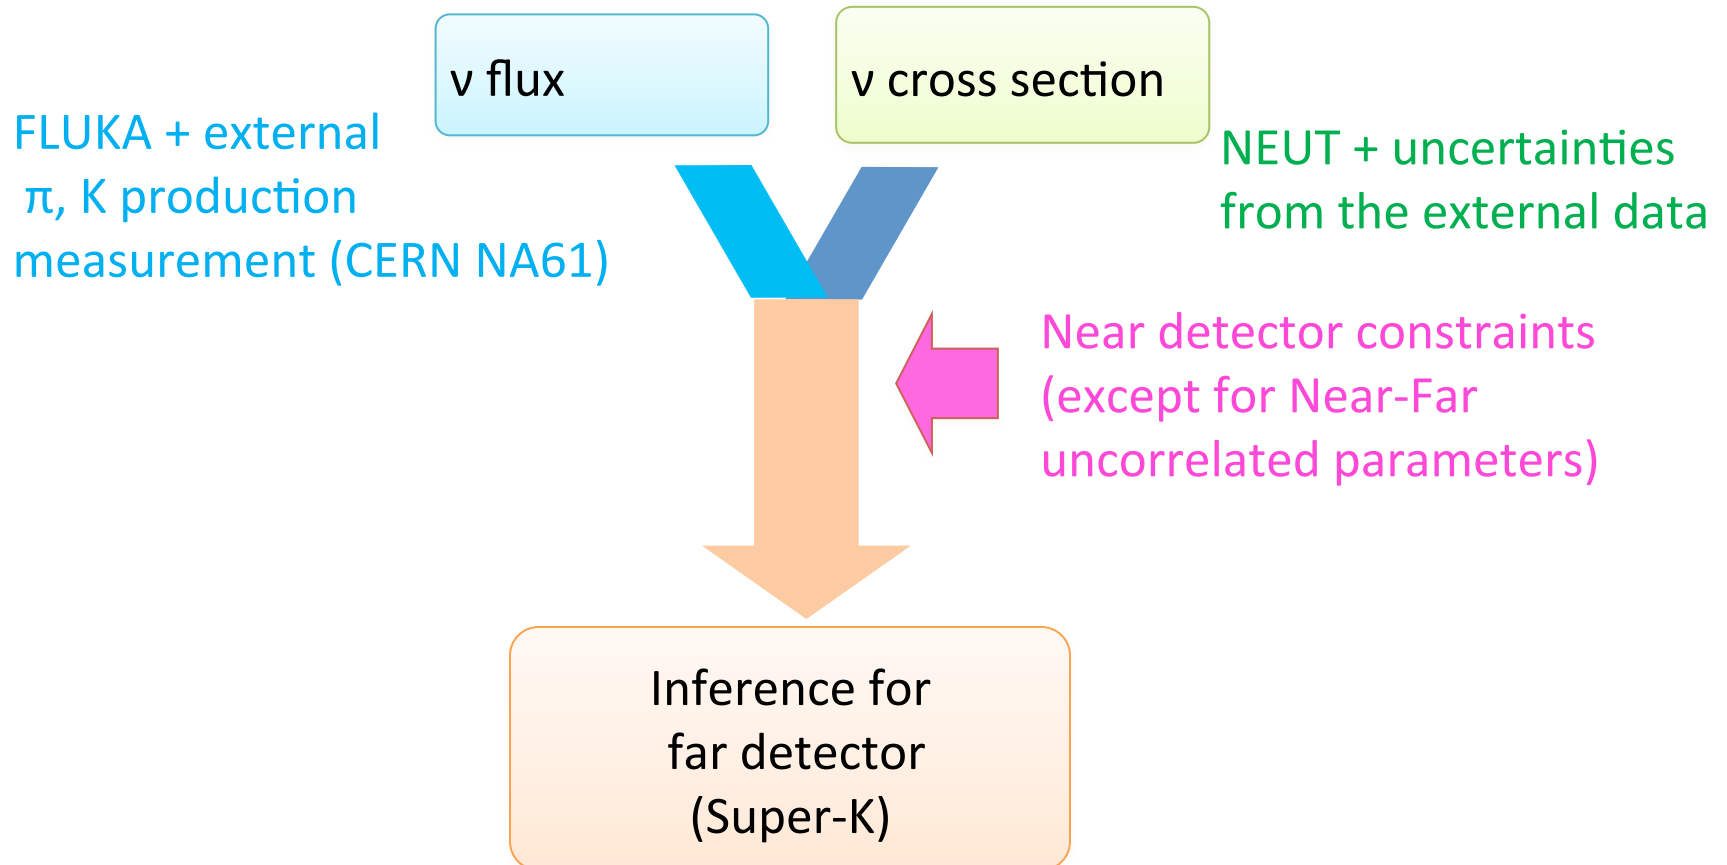 ν flux
ν cross section
FLUKA + external
π, K production
measurement (CERN NA61)
NEUT + uncertainties
from the external data
Near detector constraints
(except for Near-Far
uncorrelated parameters)
Inference for
far detector
(Super-K)